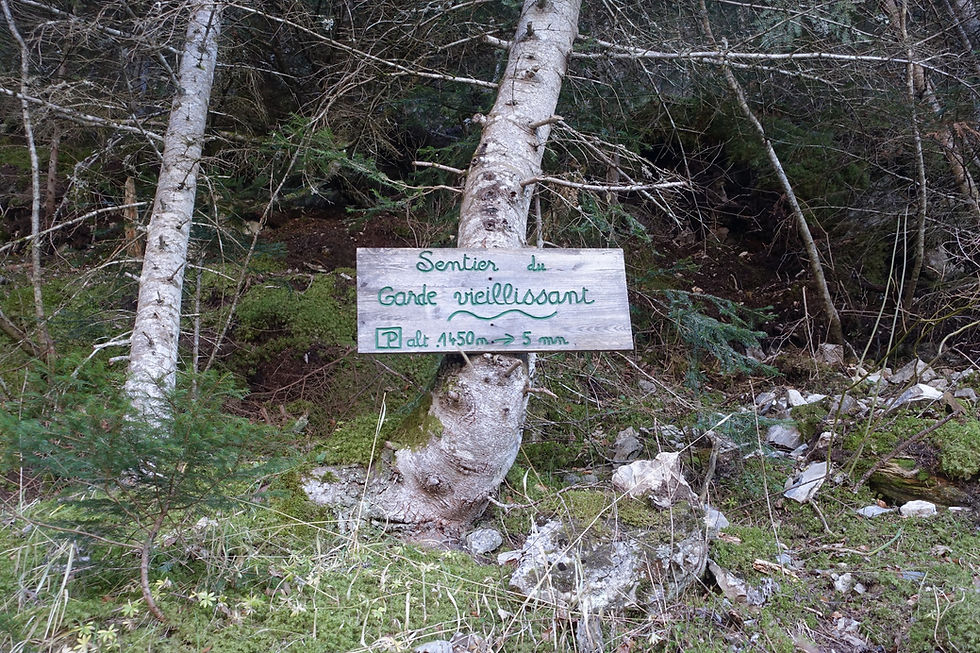 Sentier du
Garde vieillissant
P alt 1450m → 5 mn